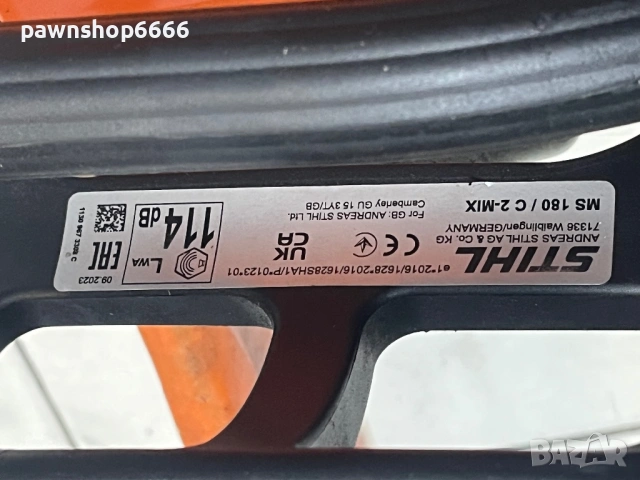 pawnshop6666
STIHL
ANDREAS STIHL AG & Co. KG
71336 Waiblingen/GERMANY
MS 180 / C 2-MIX
e1*2016/1628*2016/1628SHA1/P*0123*01
UK
CA
CE
For GB: ANDREAS STIHL Ltd.
Camberley GU 15 3YT/GB
LWA
114 dB
09.2023
EAC
1130 967 3309 C
BAZAR